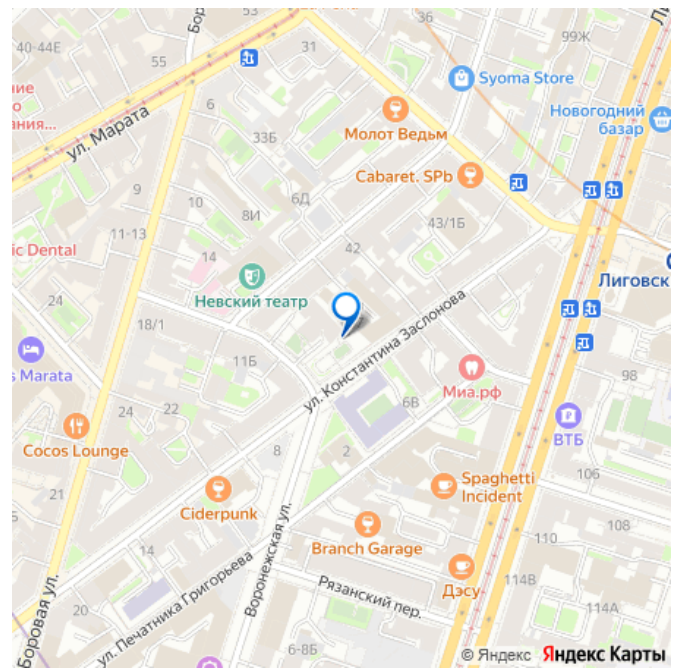 40-44Е
55
31
36
99Ж
Syoma Store
ние
о
ания...
ул. Марата
6
33Б
Молот Ведьм
Новогодний
базар
Cabaret. SPb
9
10
6Д
8И
43/1Б
ic Dental
11-13
14
42
Невский театр
Лиговск
24
18/1
ул. Константина Заслонова
11Б
s Marata
Миа.рф
98
6В
24
22
ВТБ
Cocos Lounge
8
2
Spaghetti
Incident
106
21
Ciderpunk
108
Воронежская ул.
Branch Garage
110
14
Дэсу
114В
Рязанский пер.
Боровая ул.
20
ул. Печатника Григорьева
114А
6-8Б
© Яндекс Яндекс Карты